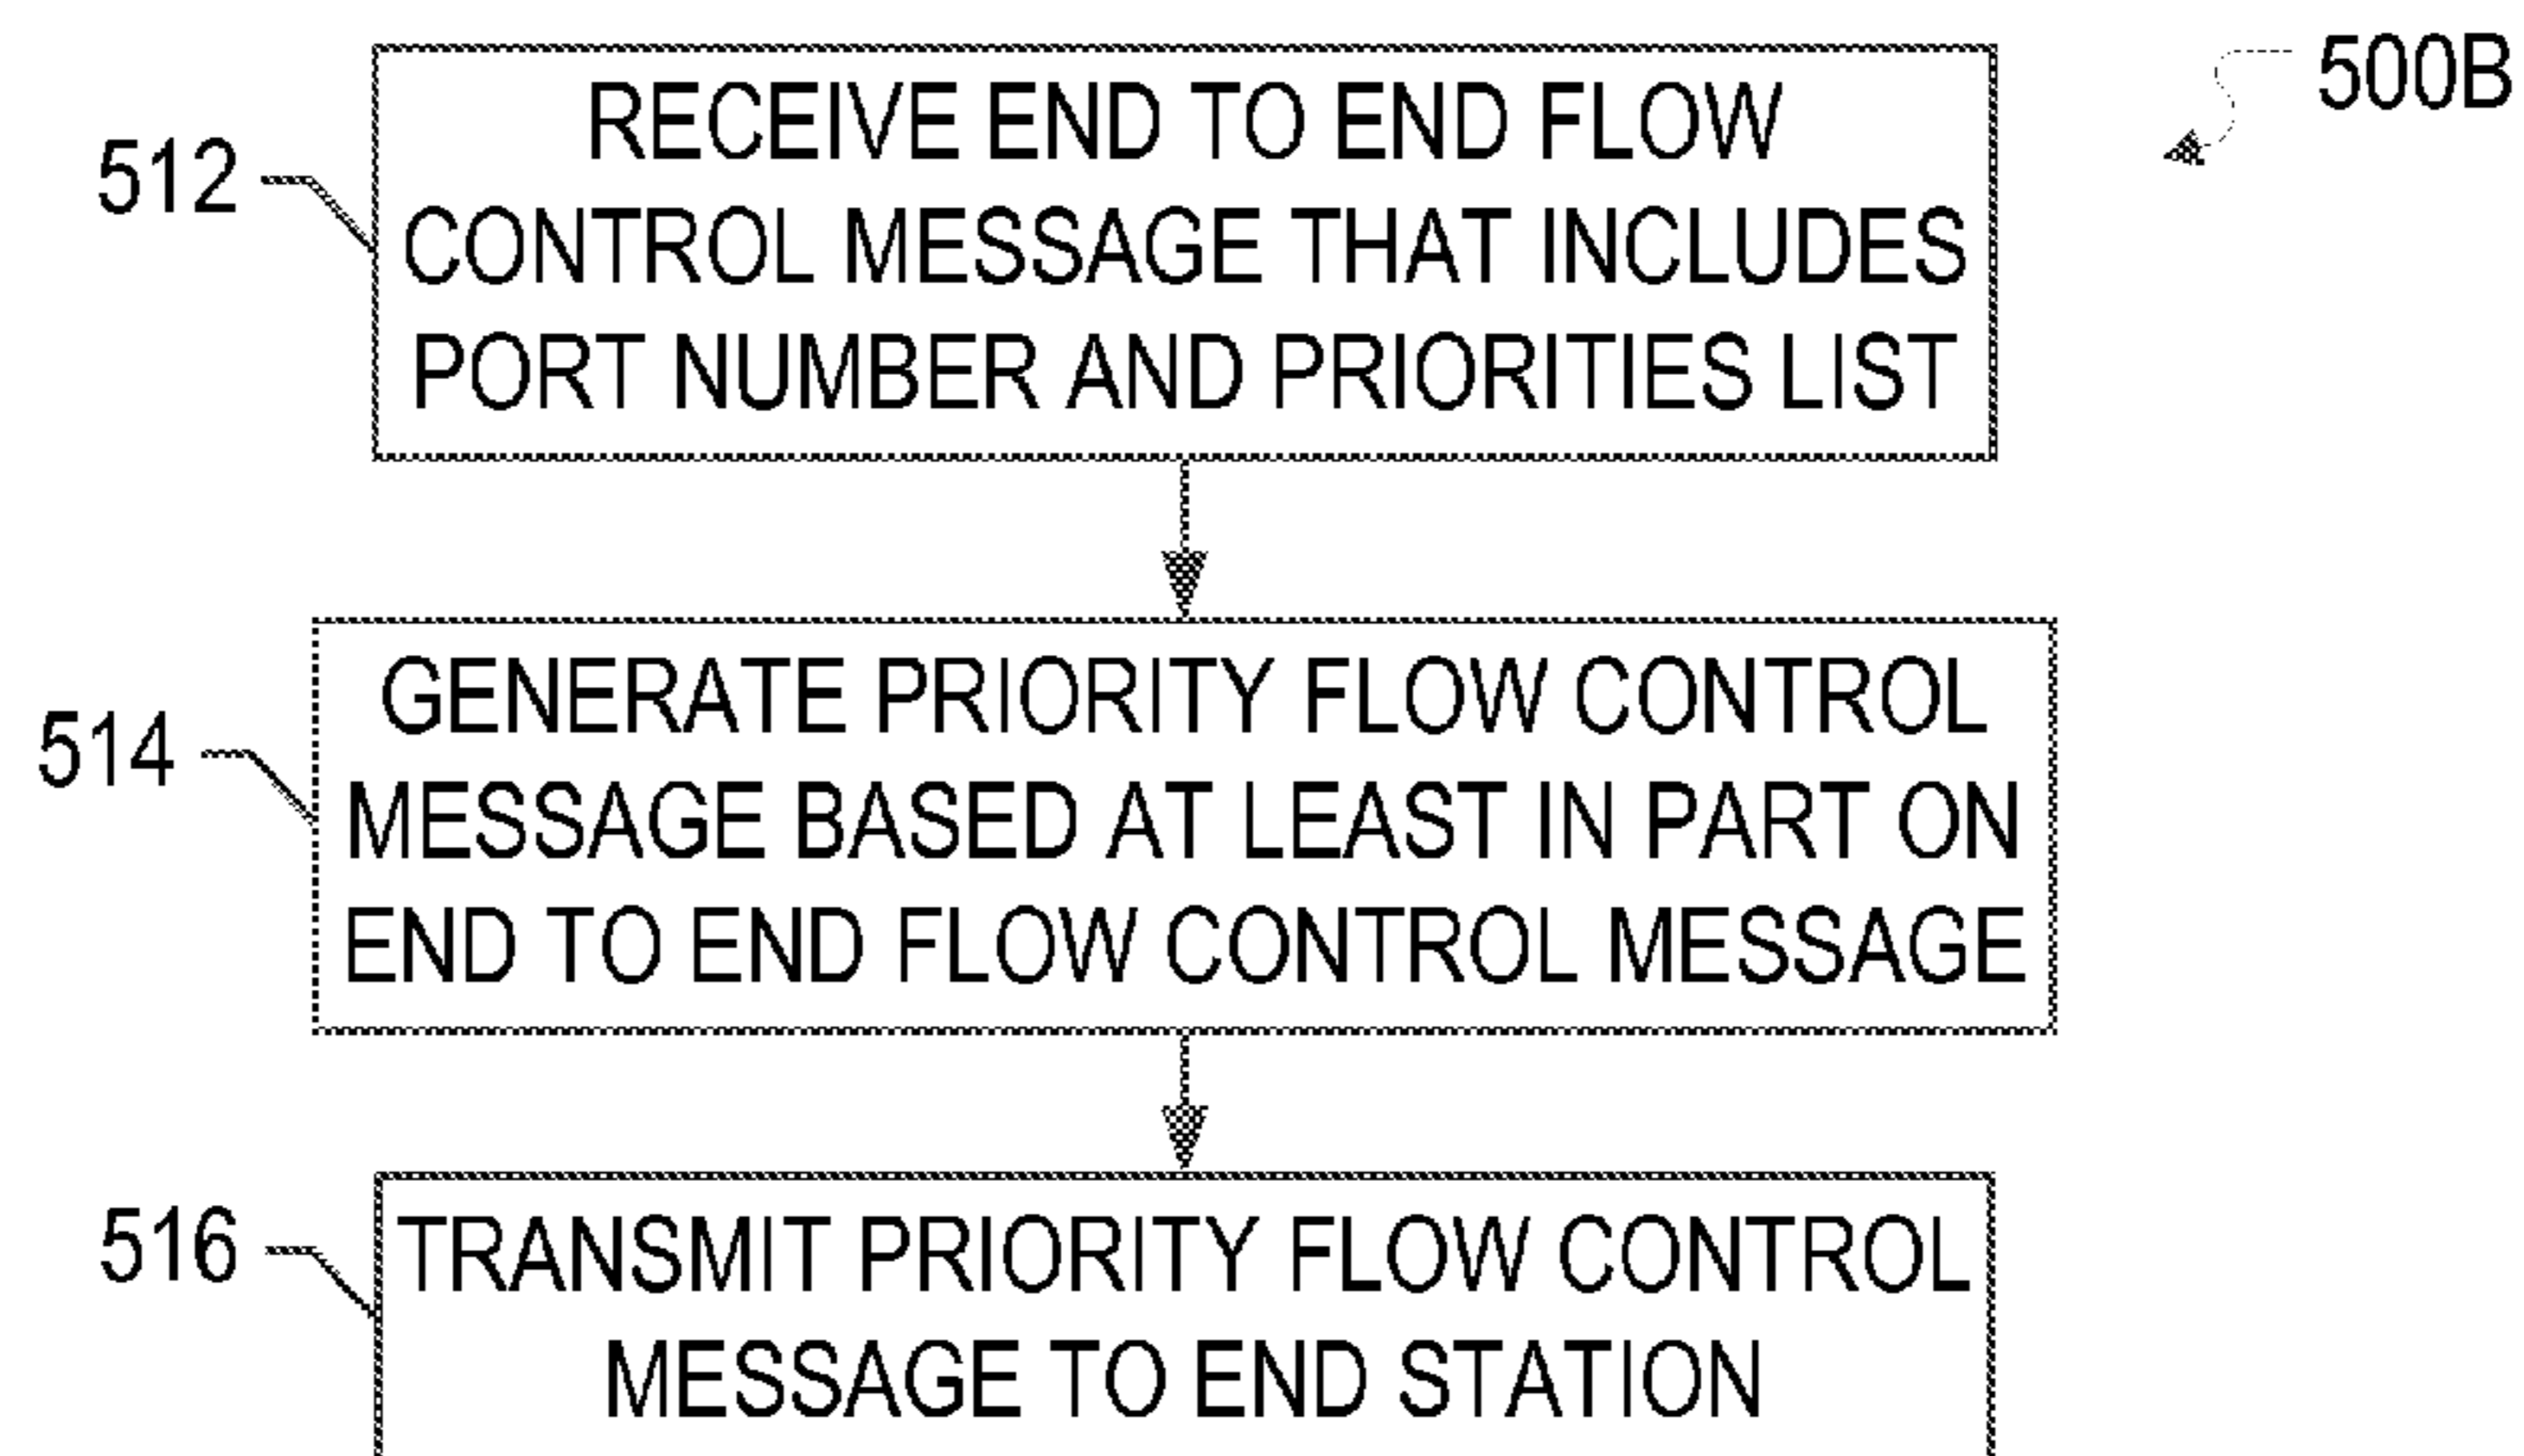 500B
512
RECEIVE END TO END FLOW
CONTROL MESSAGE THAT INCLUDES
PORT NUMBER AND PRIORITIES LIST
514
GENERATE PRIORITY FLOW CONTROL
MESSAGE BASED AT LEAST IN PART ON
END TO END FLOW CONTROL MESSAGE
516
TRANSMIT PRIORITY FLOW CONTROL
MESSAGE TO END STATION